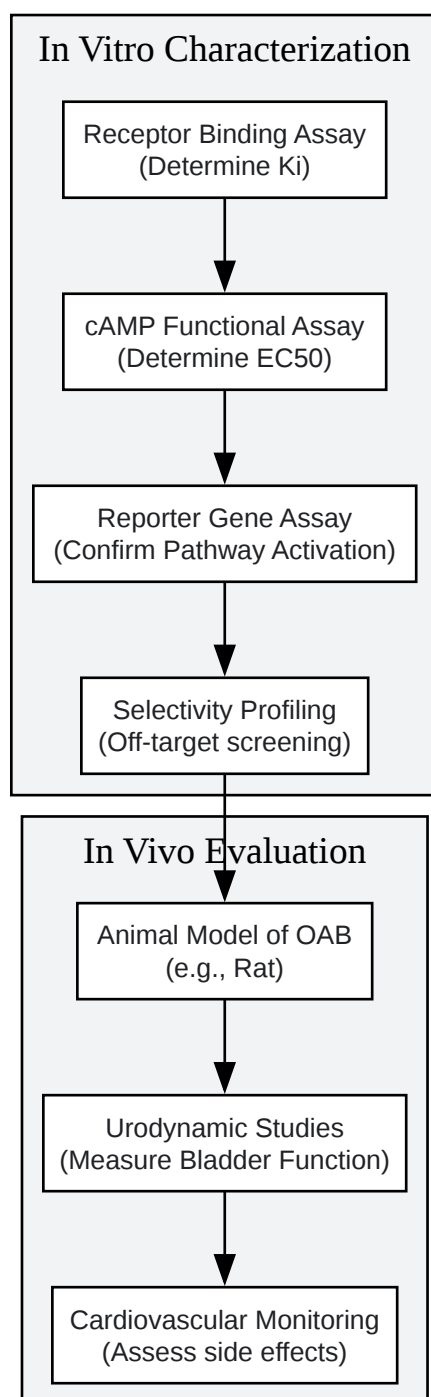 In Vitro Characterization
Receptor Binding Assay
(Determine Ki)
cAMP Functional Assay
(Determine EC50)
Reporter Gene Assay
(Confirm Pathway Activation)
Selectivity Profiling
(Off-target screening)
In Vivo Evaluation
Animal Model of OAB
(e.g., Rat)
Urodynamic Studies
(Measure Bladder Function)
Cardiovascular Monitoring
(Assess side effects)